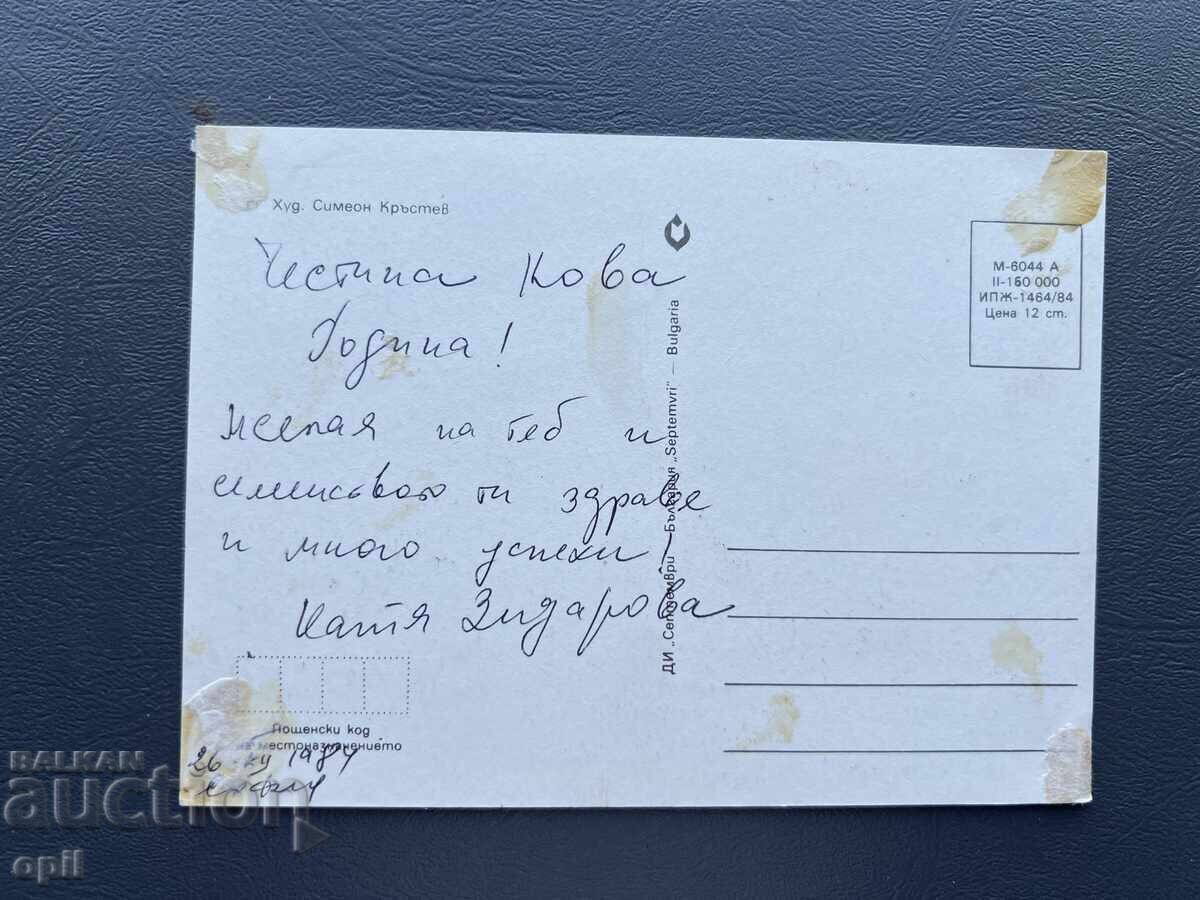 Худ. Симеон Кръстев
Честита Нова
Година!
Желая на теб и
семейството ти здраве
и много успехи!
Катя Зидарова
Пощенски код
на местоназначението
26 XII 1984
София
ДИ „Септември" — България „Septemvri" — Bulgaria
М-6044 А
II-160 000
ИПЖ-1464/84
Цена 12 ст.
BALKAN
auction
opil